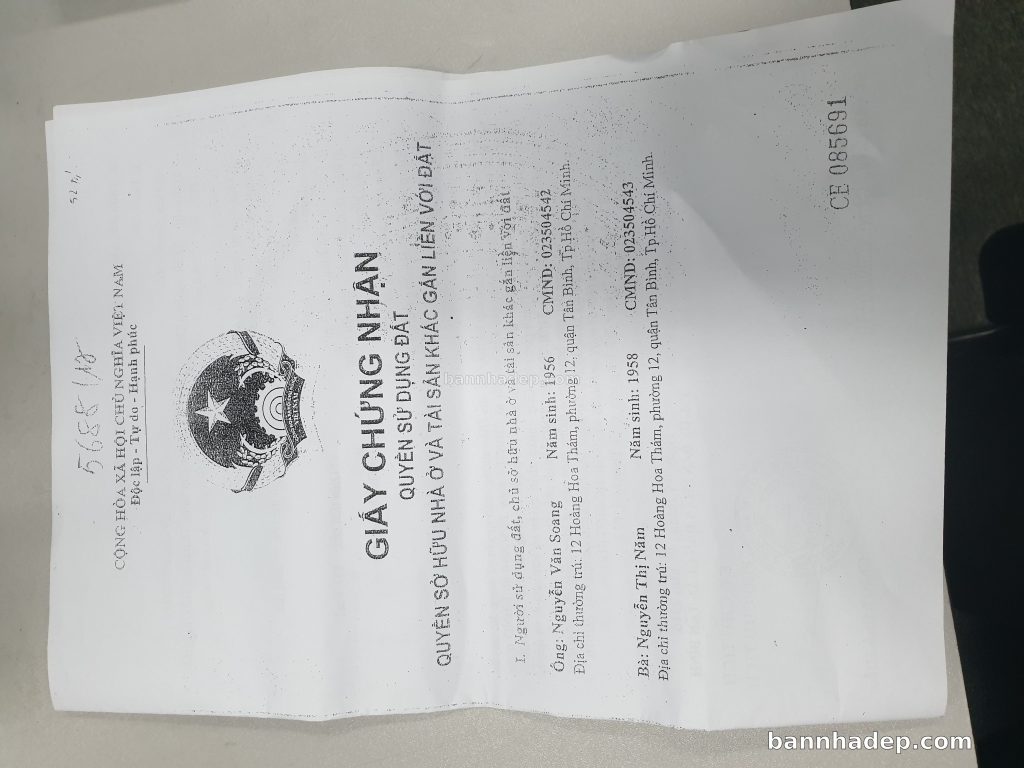 CỘNG HÒA XÃ HỘI CHỦ NGHĨA VIỆT NAM
Độc lập - Tự do - Hạnh phúc
GIẤY CHỨNG NHẬN
QUYỀN SỬ DỤNG ĐẤT
QUYỀN SỞ HỮU NHÀ Ở VÀ TÀI SẢN KHÁC GẮN LIỀN VỚI ĐẤT
I. Người sử dụng đất, chủ sở hữu nhà ở và tài sản khác gắn liền với đất
Ông: Nguyễn Văn Soang Năm sinh: 1956 CMND: 023504542
Địa chỉ thường trú: 12 Hoàng Hoa Thám, phường 12, quận Tân Bình, Tp.Hồ Chí Minh.
Bà: Nguyễn Thị Năm Năm sinh: 1958 CMND: 023504543
Địa chỉ thường trú: 12 Hoàng Hoa Thám, phường 12, quận Tân Bình, Tp.Hồ Chí Minh.
CE 085691
bannhadep.com
bannhadep.com